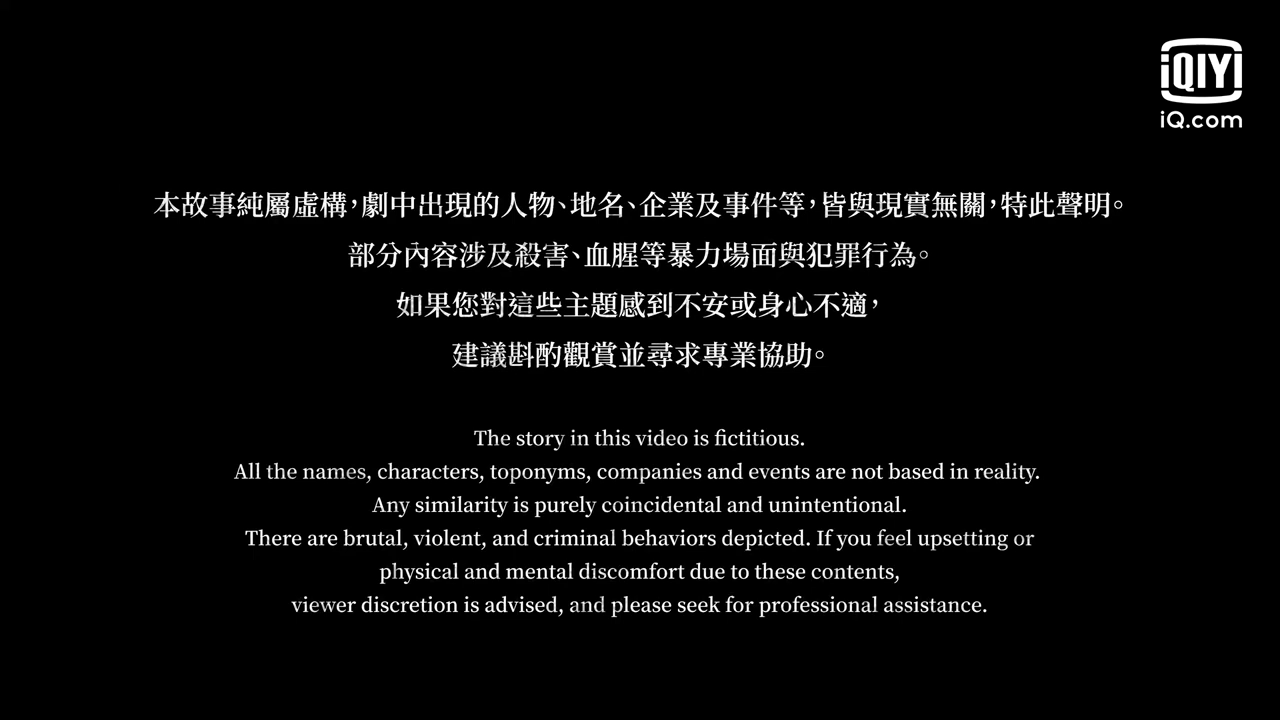 iQIYI
iQ.com
本故事純屬虛構，劇中出現的人物、地名、企業及事件等，皆與現實無關，特此聲明。
部分內容涉及殺害、血腥等暴力場面與犯罪行為。
如果您對這些主題感到不安或身心不適，
建議斟酌觀賞並尋求專業協助。
The story in this video is fictitious.
All the names, characters, toponyms, companies and events are not based in reality.
Any similarity is purely coincidental and unintentional.
There are brutal, violent, and criminal behaviors depicted. If you feel upsetting or
physical and mental discomfort due to these contents,
viewer discretion is advised, and please seek for professional assistance.